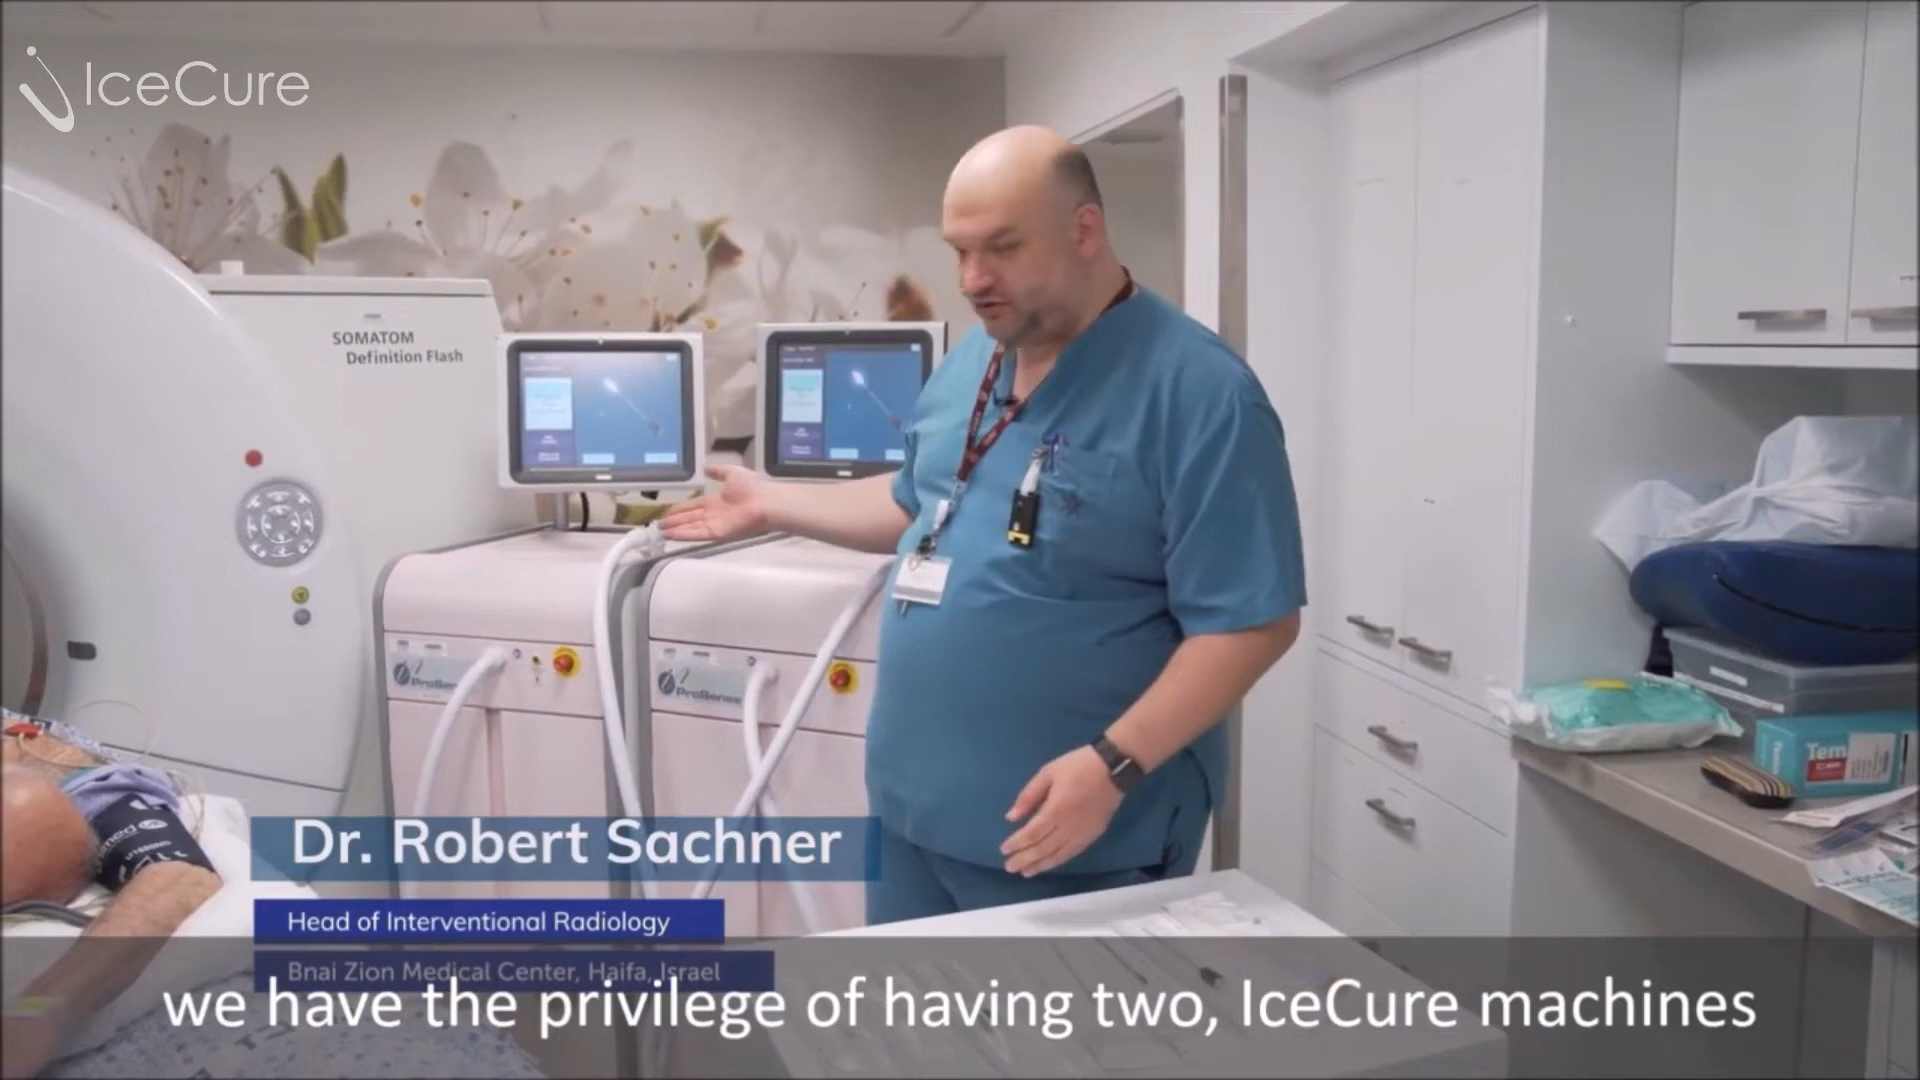 IceCure
SOMATOM
Definition Flash
ProSense
ProSense
Dr. Robert Sachner
Head of Interventional Radiology
Bnai Zion Medical Center, Haifa, Israel
we have the privilege of having two, IceCure machines